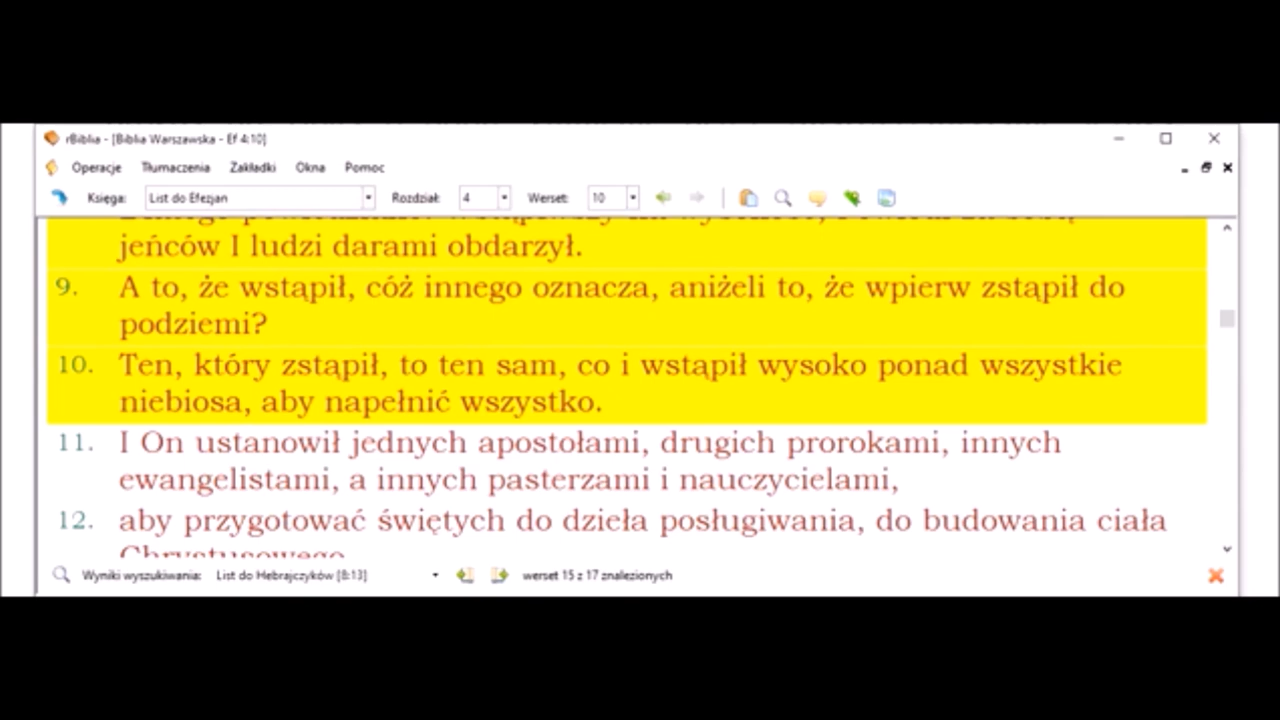 rBiblia - [Biblia Warszawska - Ef 4:10]
Operacje Tłumaczenia Zakładki Okna Pomoc
Księga: List do Efezjan Rozdział: 4 Werset: 10
jeńców I ludzi darami obdarzył.
9. A to, że wstąpił, cóż innego oznacza, aniżeli to, że wpierw zstąpił do
podziemi?
10. Ten, który zstąpił, to ten sam, co i wstąpił wysoko ponad wszystkie
niebiosa, aby napełnić wszystko.
11. I On ustanowił jednych apostołami, drugich prorokami, innych
ewangelistami, a innych pasterzami i nauczycielami,
12. aby przygotować świętych do dzieła posługiwania, do budowania ciała
Chrystusowego
Wyniki wyszukiwania: List do Hebrajczyków [8:13] werset 15 z 17 znalezionych